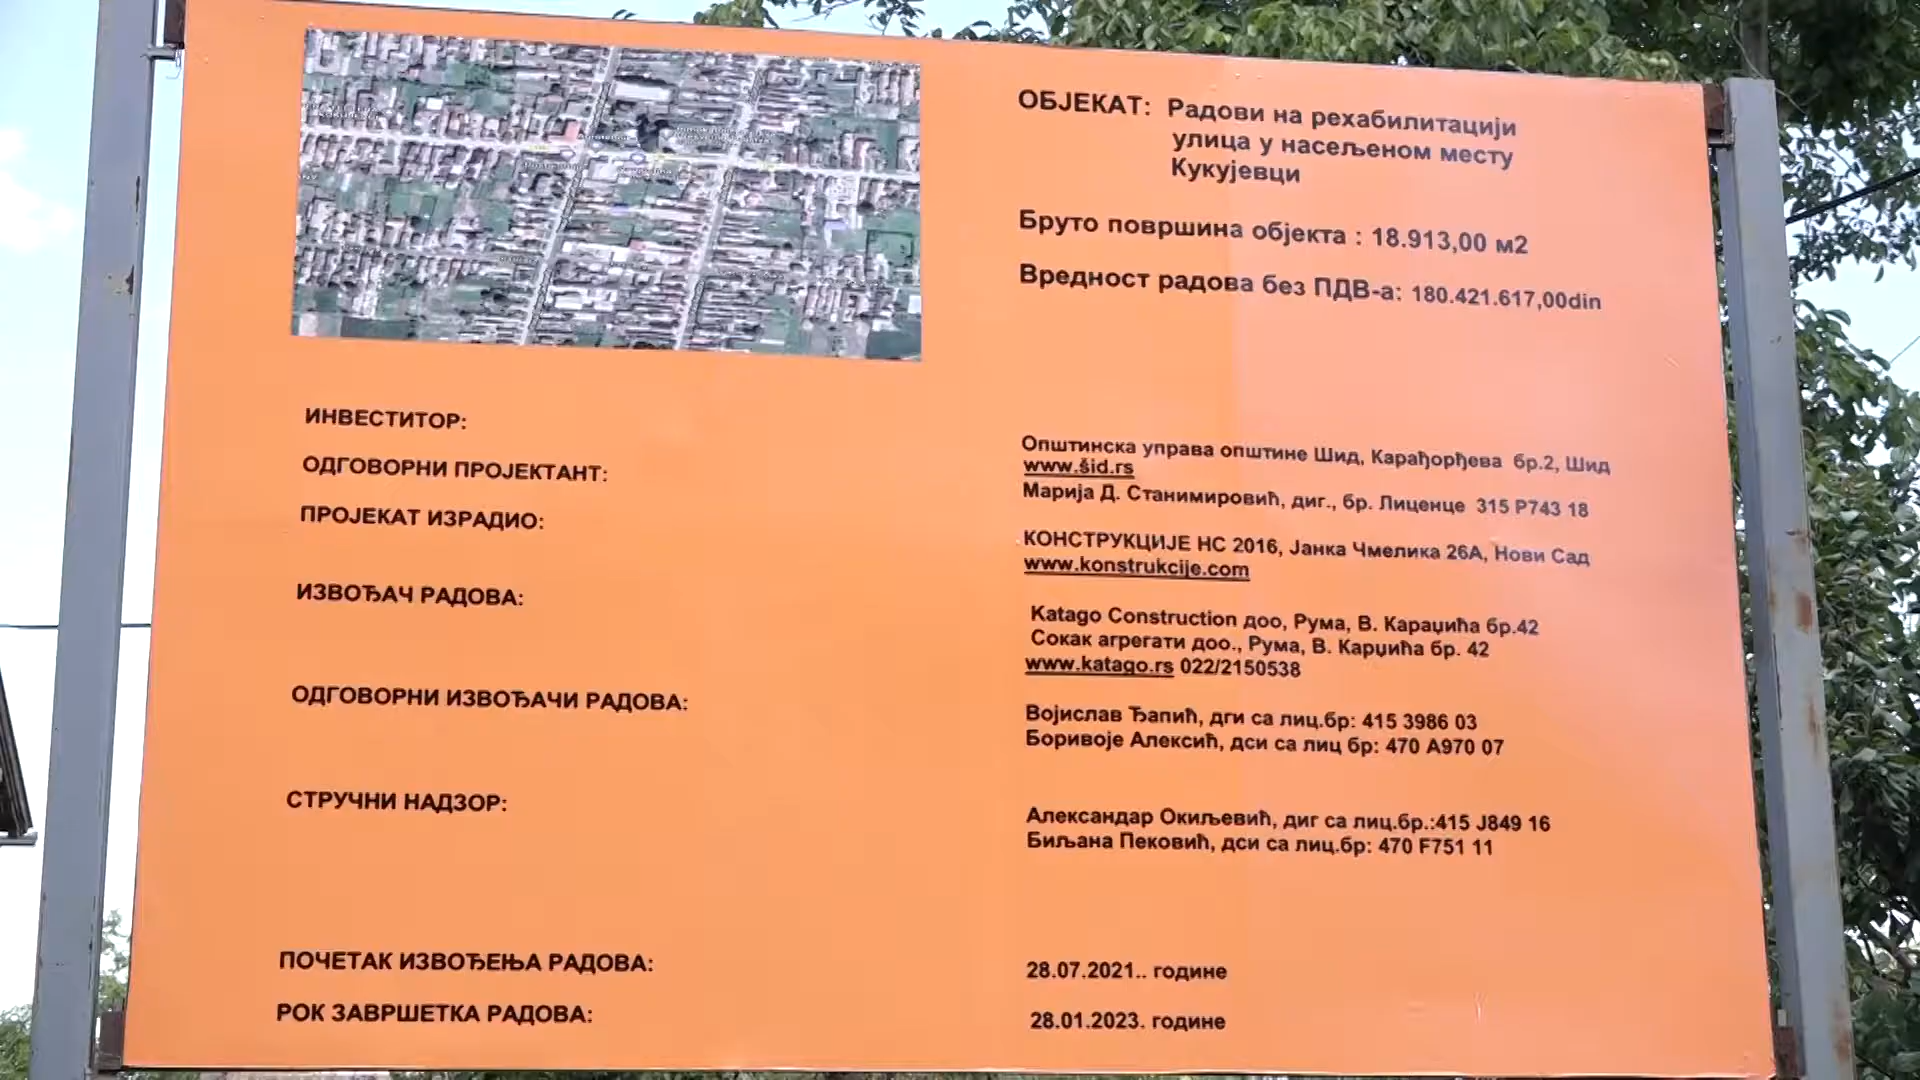 ОБЈЕКАТ: Радови на рехабилитацији
улица у насељеном месту
Кукујевци
Бруто површина објекта : 18.913,00 м2
Вредност радова без ПДВ-а: 180.421.617,00din
ИНВЕСТИТОР:
Општинска управа општине Шид, Карађорђева бр.2, Шид
www.šid.rs
ОДГОВОРНИ ПРОЈЕКТАНТ:
Марија Д. Станимировић, диг., бр. Лиценце 315 Р743 18
ПРОЈЕКАТ ИЗРАДИО:
КОНСТРУКЦИЈЕ НС 2016, Јанка Чмелика 26А, Нови Сад
www.konstrukcije.com
ИЗВОЂАЧ РАДОВА:
Katago Construction доо, Рума, В. Караџића бр.42
Сокак агрегати доо., Рума, В. Карџића бр. 42
www.katago.rs 022/2150538
ОДГОВОРНИ ИЗВОЂАЧИ РАДОВА:
Војислав Ђапић, дги са лиц.бр: 415 3986 03
Боривоје Алексић, дси са лиц бр: 470 А970 07
СТРУЧНИ НАДЗОР:
Александар Окиљевић, диг са лиц.бр.:415 Ј849 16
Биљана Пековић, дси са лиц.бр: 470 F751 11
ПОЧЕТАК ИЗВОЂЕЊА РАДОВА:
28.07.2021.. године
РОК ЗАВРШЕТКА РАДОВА:
28.01.2023. године